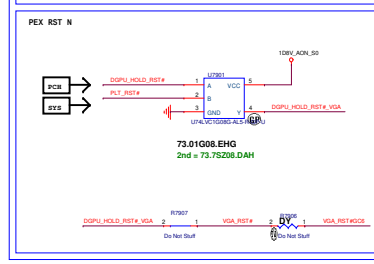 PEX RST N
1D8V_AON_S0
U7901
DGPU_HOLD_RST#
1
A
VCC
5
PCH
PLT_RST#
2
B
SYS
3
GND
Y
4
DGPU_HOLD_RST#_VGA
73.01G08.EHG
2nd = 73.7SZ08.DAH
R7907
R7906
DGPU_HOLD_RST#_VGA
2
1
VGA_RST#
2
DY
1
VGA_RST#GC6
Do Not Stuff
Do Not Stuff